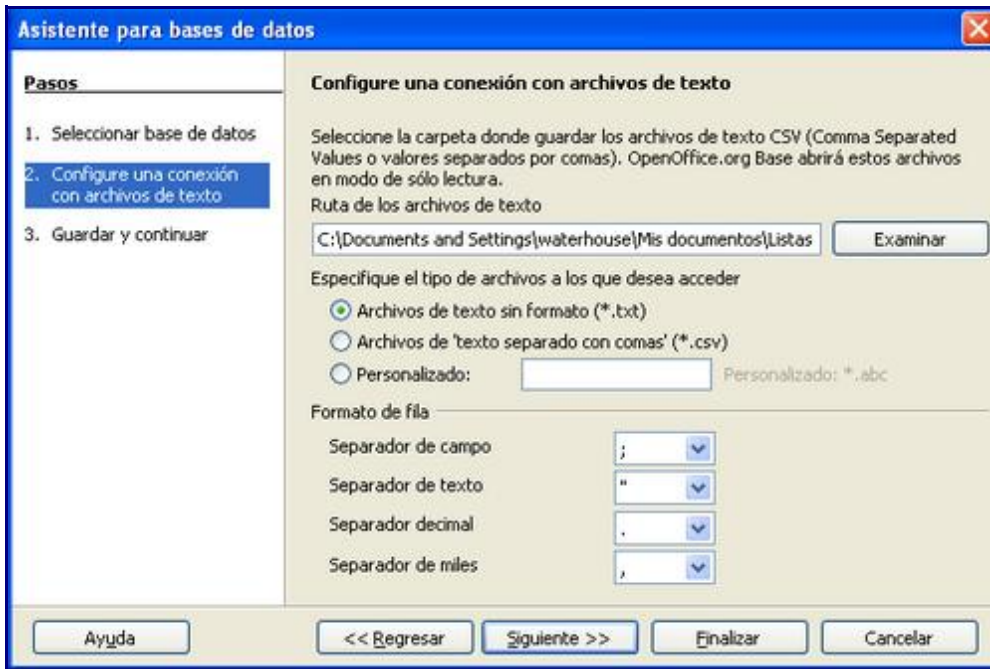 Asistente para bases de datos
Pasos
1. Seleccionar base de datos
2. Configure una conexión
con archivos de texto
3. Guardar y continuar
Configure una conexión con archivos de texto
Seleccione la carpeta donde guardar los archivos de texto CSV (Comma Separated
Values o valores separados por comas). OpenOffice.org Base abrirá estos archivos
en modo de sólo lectura.
Ruta de los archivos de texto
C:\Documents and Settings\waterhouse\Mis documentos\Listas
Examinar
Especifique el tipo de archivos a los que desea acceder
Archivos de texto sin formato (*.txt)
Archivos de 'texto separado con comas' (*.csv)
Personalizado:
Personalizado: *.abc
Formato de fila
Separador de campo ;
Separador de texto "
Separador decimal .
Separador de miles ,
Ayuda
<< Regresar
Siguiente >>
Finalizar
Cancelar